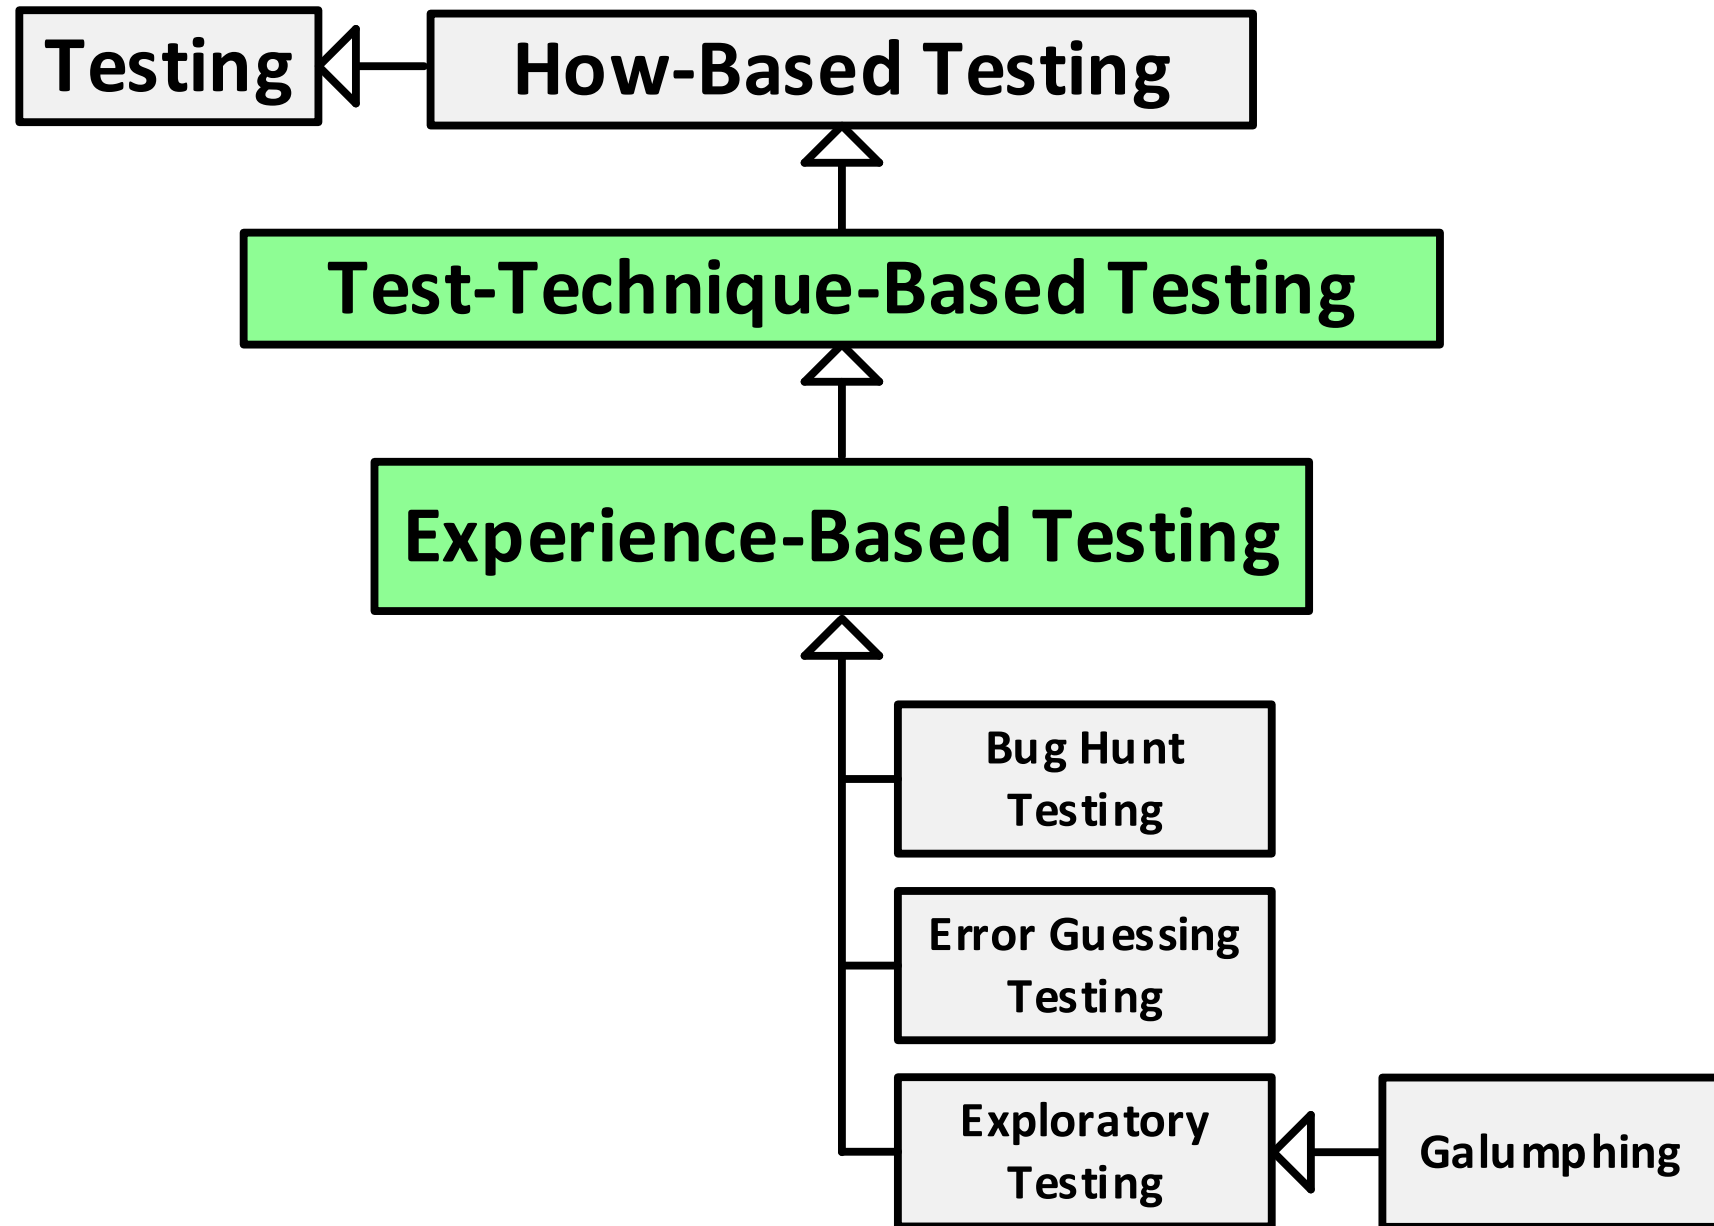 Testing
How-Based Testing
Test-Technique-Based Testing
Experience-Based Testing
Bug Hunt
Testing
Error Guessing
Testing
Exploratory
Testing
Galumphing